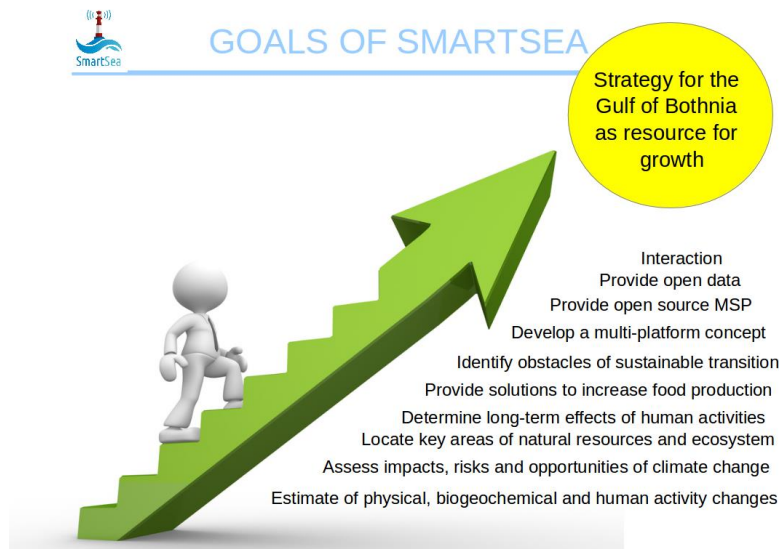 SmartSea
GOALS OF SMARTSEA
Strategy for the
Gulf of Bothnia
as resource for
growth
Interaction
Provide open data
Provide open source MSP
Develop a multi-platform concept
Identify obstacles of sustainable transition
Provide solutions to increase food production
Determine long-term effects of human activities
Locate key areas of natural resources and ecosystem
Assess impacts, risks and opportunities of climate change
Estimate of physical, biogeochemical and human activity changes